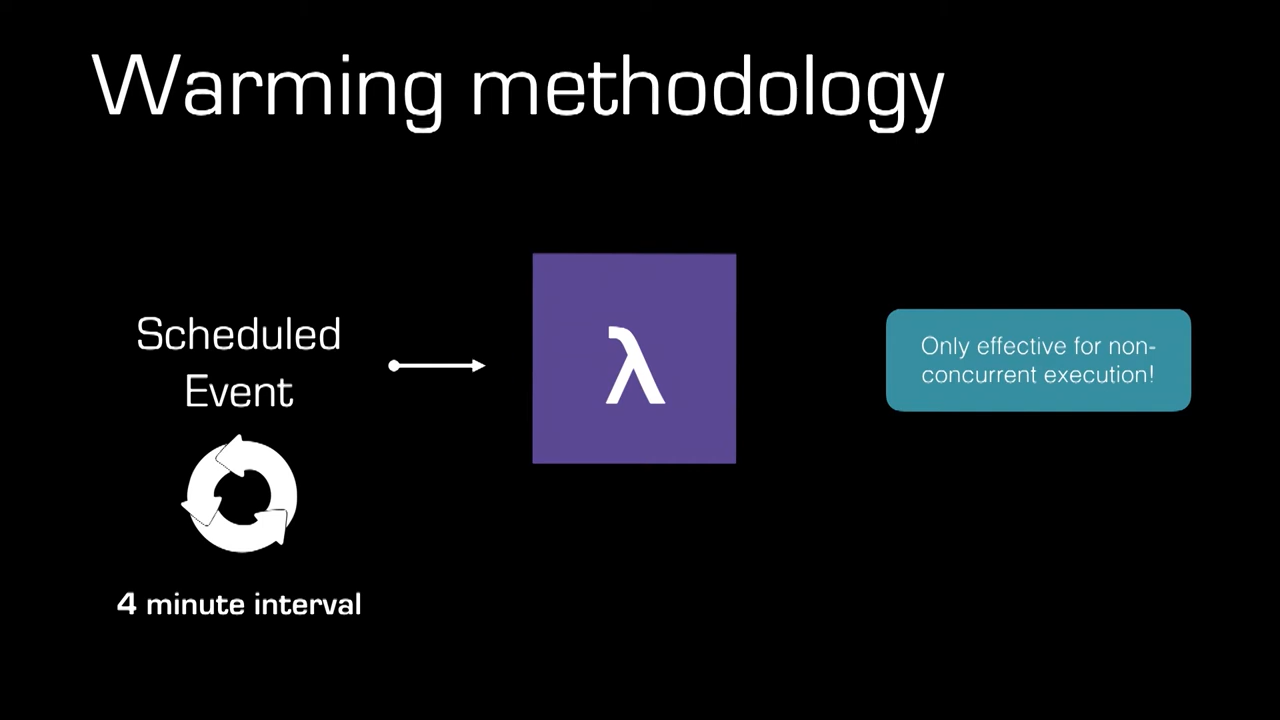 Warming methodology
Scheduled
Event
4 minute interval
λ
Only effective for non-
concurrent execution!